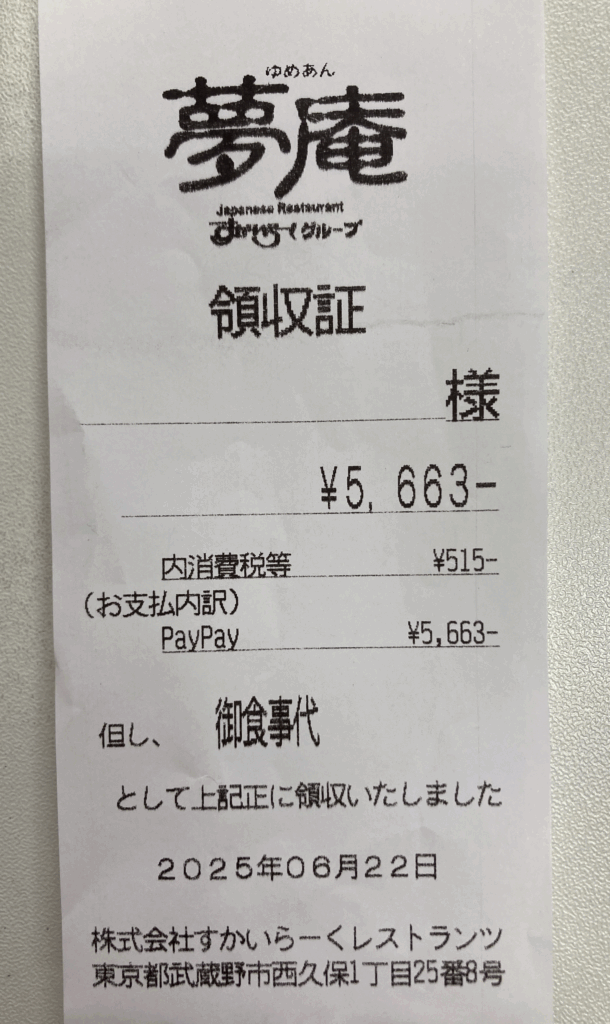 ゆめあん
夢庵
Japanese Restaurant
すかいらーくグループ
領収証
様
¥5,663-
内消費税等 ¥515-
(お支払内訳)
PayPay ¥5,663-
但し、 御食事代
として上記正に領収いたしました
2025年06月22日
株式会社すかいらーくレストランツ
東京都武蔵野市西久保1丁目25番8号